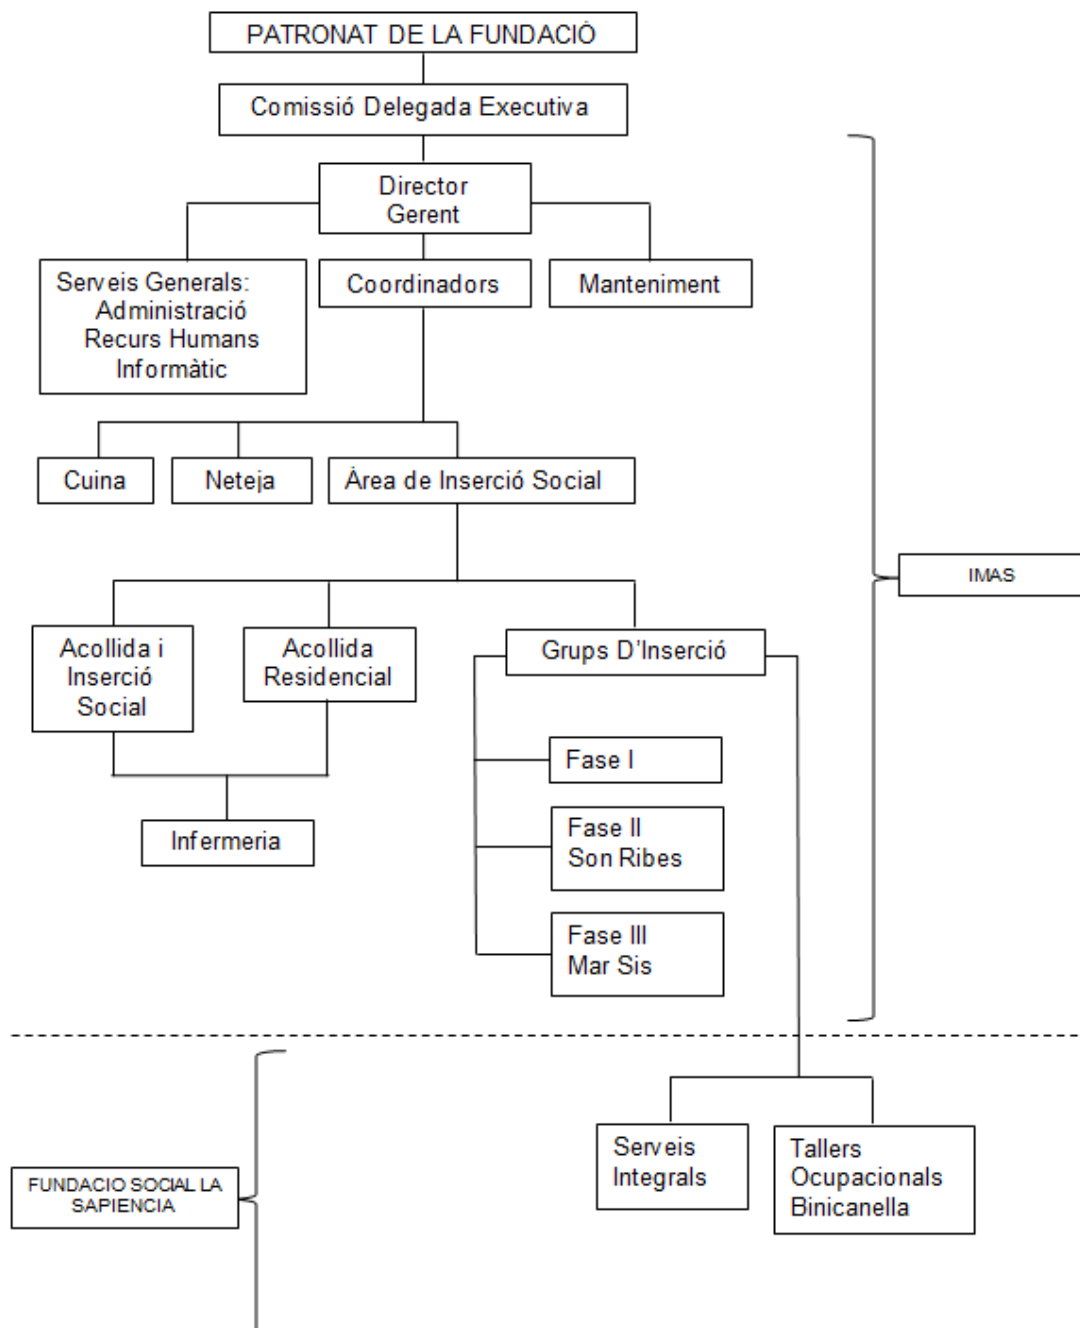 PATRONAT DE LA FUNDACIÓ
Comissió Delegada Executiva
Director
Gerent
Serveis Generals:
Administració
Recurs Humans
Informàtic
Coordinadors
Manteniment
Cuina
Neteja
Àrea de Inserció Social
IMAS
Acollida i
Inserció
Social
Acollida
Residencial
Grups D'Inserció
Fase I
Fase II
Son Ribes
Infermeria
Fase III
Mar Sis
Serveis
Integrals
Tallers
Ocupacionals
Binicanella
FUNDACIO SOCIAL LA
SAPIENCIA